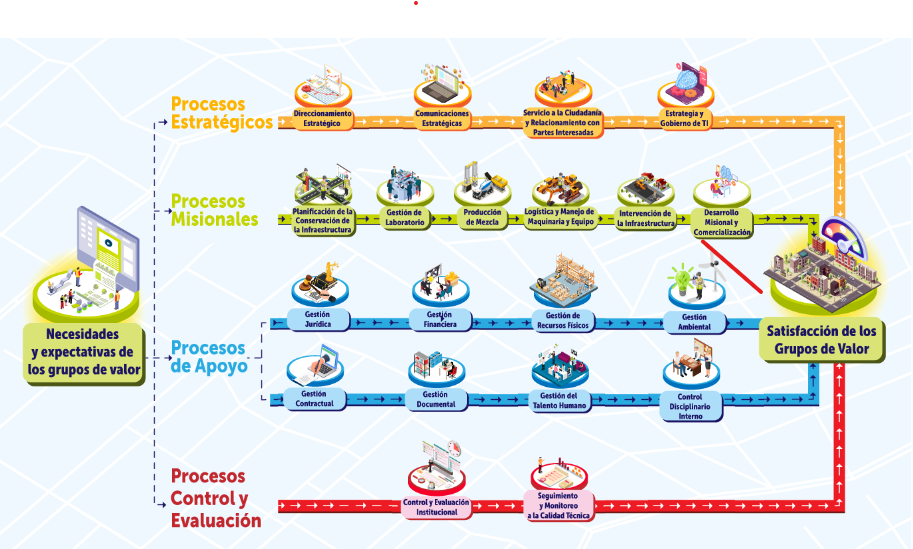 Procesos
Estratégicos
Direccionamiento
Estratégico
Comunicaciones
Estratégicas
Servicio a la Ciudadanía
y Relacionamiento con
Partes Interesadas
Estrategia y
Gobierno de TI
Procesos
Misionales
Planificación de la
Conservación de
la Infraestructura
Gestión de
Laboratorio
Producción
de Mezcla
Logística y Manejo de
Maquinaria y Equipo
Intervención de
la Infraestructura
Desarrollo
Misional y
Comercialización
Necesidades
y expectativas de
los grupos de valor
Procesos
de Apoyo
Gestión
Jurídica
Gestión
Financiera
Gestión de
Recursos Físicos
Gestión
Ambiental
Gestión
Contractual
Gestión
Documental
Gestión del
Talento Humano
Control
Disciplinario
Interno
Satisfacción de los
Grupos de Valor
Procesos
Control y
Evaluación
Control y Evaluación
Institucional
Seguimiento
y Monitoreo
a la Calidad Técnica